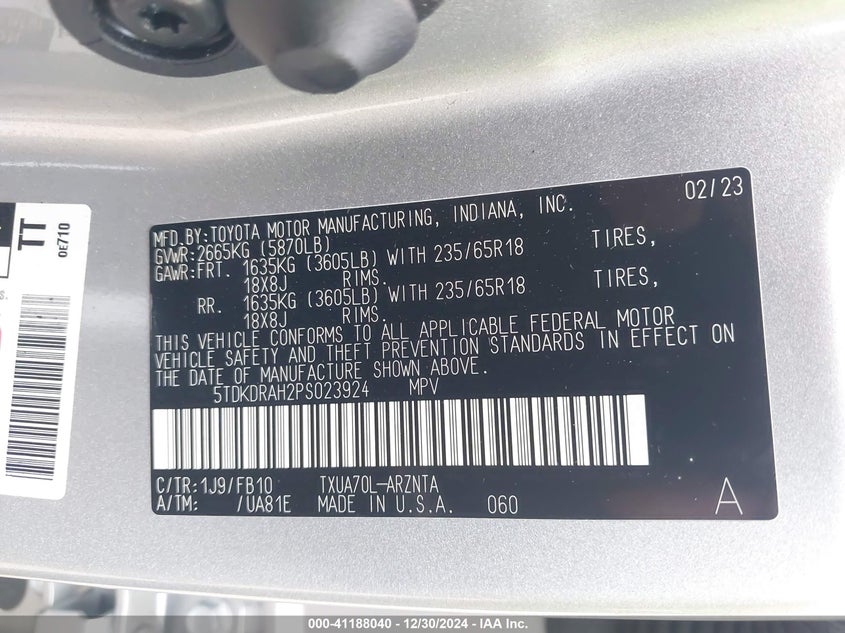 02/23
MFD.BY:TOYOTA MOTOR MANUFACTURING, INDIANA, INC.
GVWR:2665KG (5870LB)
GAWR:FRT. 1635KG (3605LB) WITH 235/65R18 TIRES,
18X8J RIMS.
RR. 1635KG (3605LB) WITH 235/65R18 TIRES,
18X8J RIMS.
THIS VEHICLE CONFORMS TO ALL APPLICABLE FEDERAL MOTOR
VEHICLE SAFETY AND THEFT PREVENTION STANDARDS IN EFFECT ON
THE DATE OF MANUFACTURE SHOWN ABOVE.
5TDKDRAH2PS023924 MPV
C/TR:1J9/FB10 TXUA70L-ARZNTA
A/TM: /UA81E MADE IN U.S.A. 060
A
TT
0E710
000-41188040 - 12/30/2024 - IAA Inc.